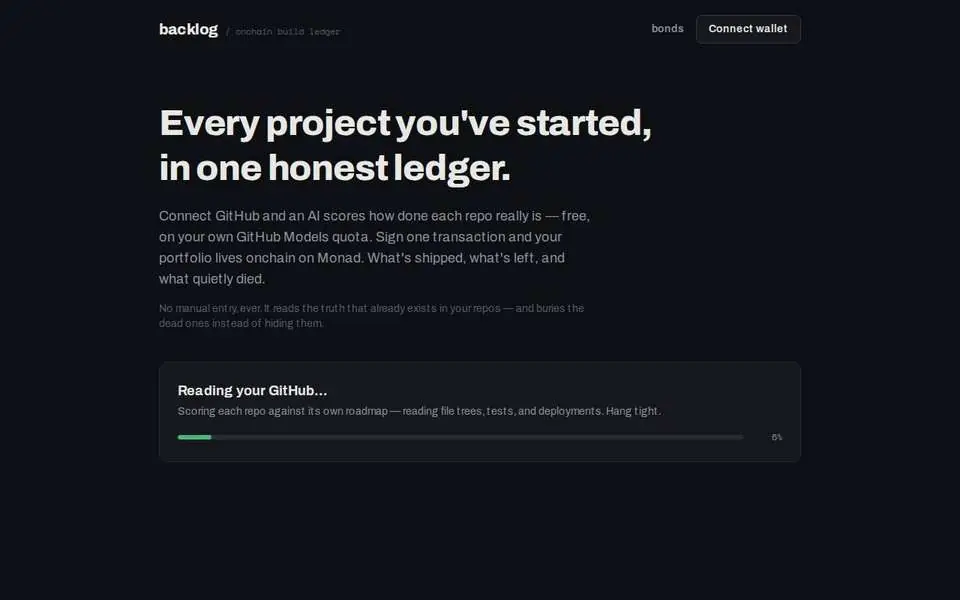 backlog / onchain build ledger
bonds
Connect wallet
Every project you've started,
in one honest ledger.
Connect GitHub and an AI scores how done each repo really is — free,
on your own GitHub Models quota. Sign one transaction and your
portfolio lives onchain on Monad. What's shipped, what's left, and
what quietly died.
No manual entry, ever. It reads the truth that already exists in your repos — and buries the
dead ones instead of hiding them.
Reading your GitHub...
Scoring each repo against its own roadmap — reading file trees, tests, and deployments. Hang tight.
6%